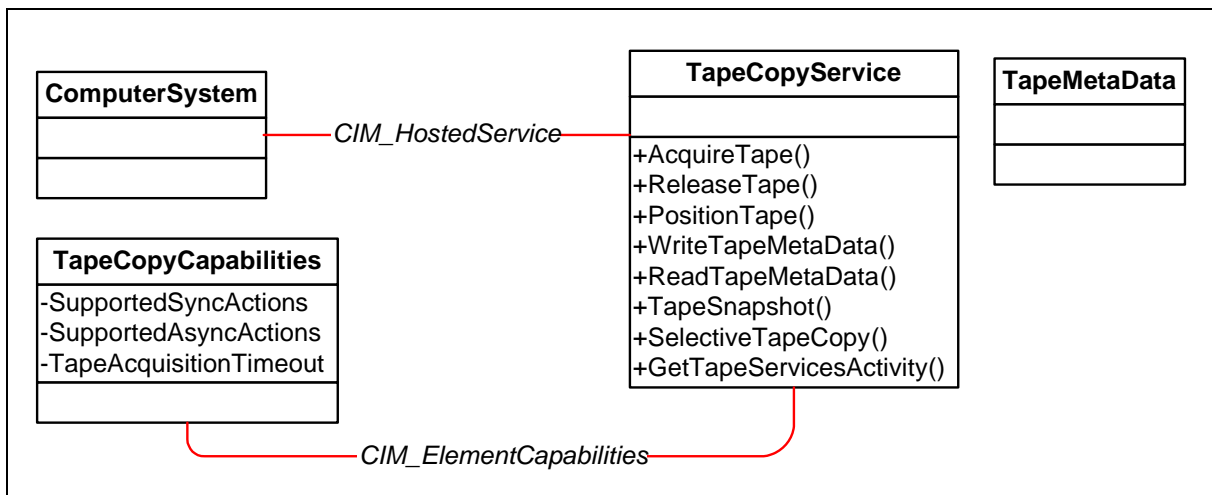 ComputerSystem
CIM_HostedService
TapeCopyService
+AcquireTape()
+ReleaseTape()
+PositionTape()
+WriteTapeMetaData()
+ReadTapeMetaData()
+TapeSnapshot()
+SelectiveTapeCopy()
+GetTapeServicesActivity()
TapeMetaData
TapeCopyCapabilities
-SupportedSyncActions
-SupportedAsyncActions
-TapeAcquisitionTimeout
CIM_ElementCapabilities